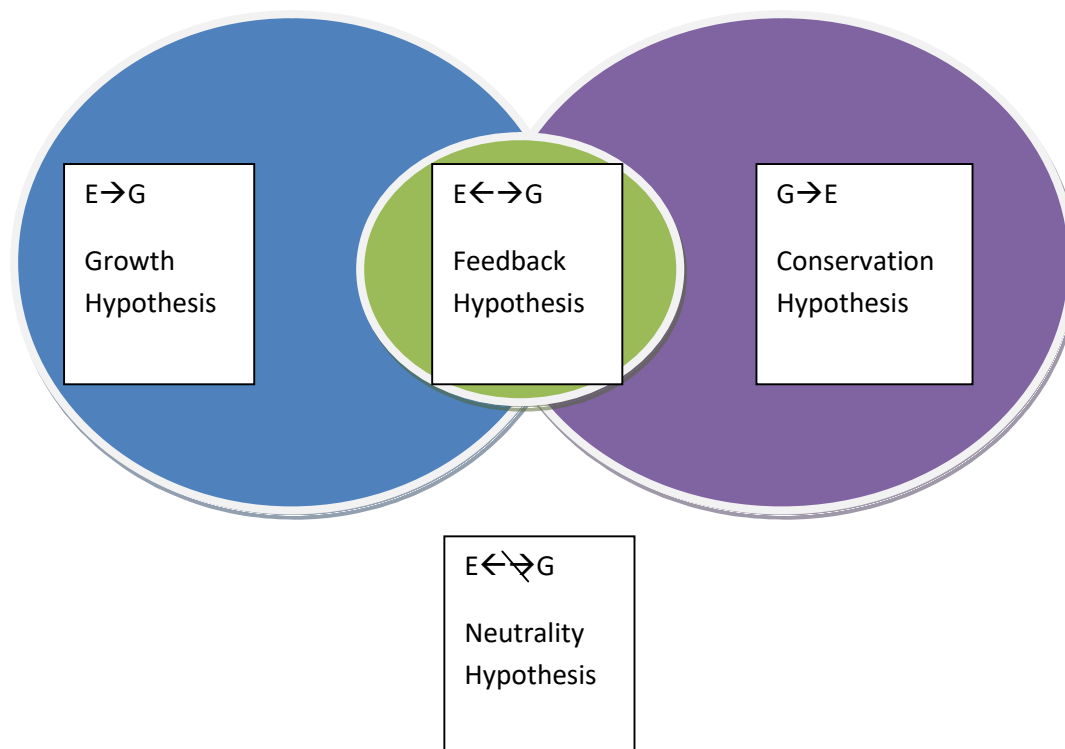 E→G
Growth
Hypothesis
E←→G
Feedback
Hypothesis
G→E
Conservation
Hypothesis
E←→G
Neutrality
Hypothesis